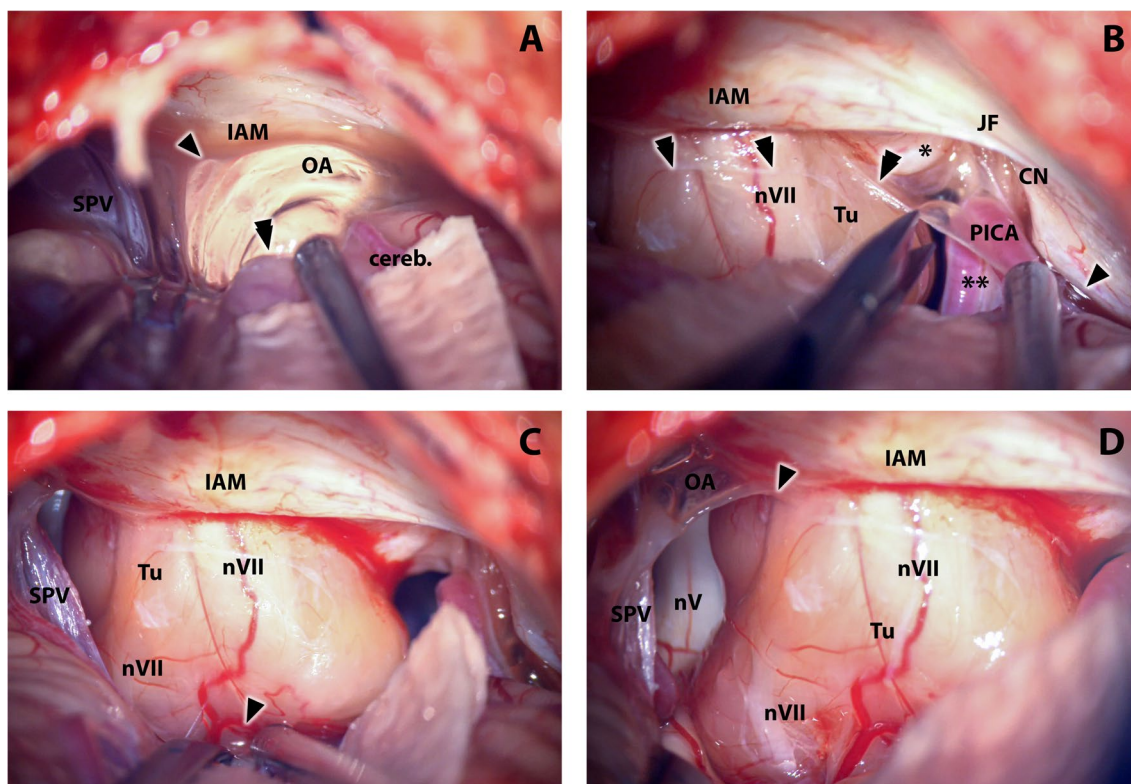 A
IAM
OA
SPV
cereb.
B
IAM
JF
*
CN
nVII
Tu
PICA
**
C
IAM
Tu
nVII
SPV
nVII
D
IAM
OA
nVII
SPV
nV
Tu
nVII